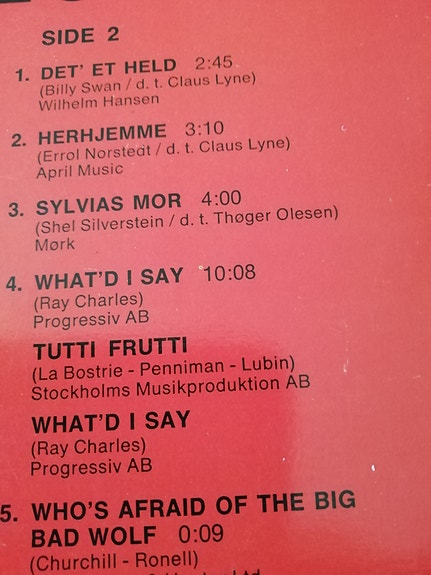 SIDE 2
1. DET' ET HELD 2:45
(Billy Swan / d. t. Claus Lyne)
Wilhelm Hansen
2. HERHJEMME 3:10
(Errol Norstedt / d. t. Claus Lyne)
April Music
3. SYLVIAS MOR 4:00
(Shel Silverstein / d. t. Thøger Olesen)
Mørk
4. WHAT'D I SAY 10:08
(Ray Charles)
Progressiv AB
TUTTI FRUTTI
(La Bostrie - Penniman - Lubin)
Stockholms Musikproduktion AB
WHAT'D I SAY
(Ray Charles)
Progressiv AB
5. WHO'S AFRAID OF THE BIG
BAD WOLF 0:09
(Churchill - Ronell)